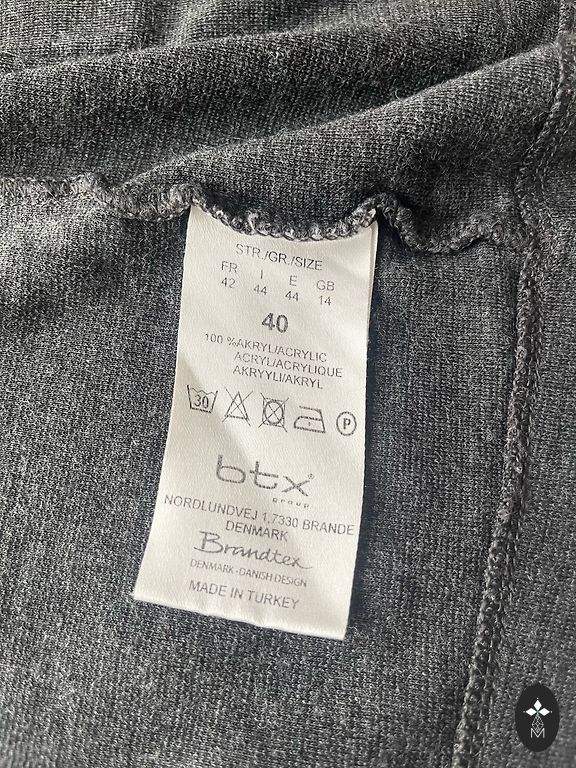 STR./GR./SIZE
FR I E GB
42 44 44 14
40
100 %AKRYL/ACRYLIC
ACRYL/ACRYLIQUE
AKRYYLI/AKRYL
30 P
btx®
group
NORDLUNDVEJ 1,7330 BRANDE
DENMARK
Brandtex
DENMARK - DANISH DESIGN
MADE IN TURKEY
M